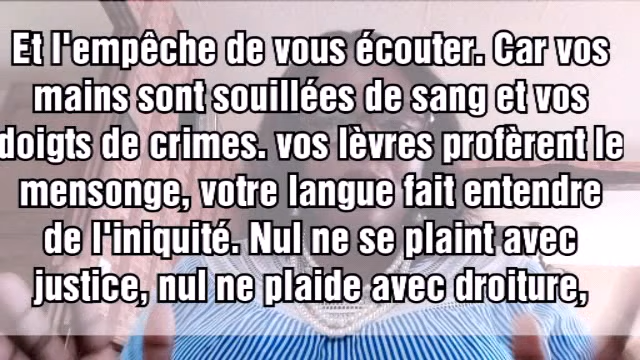 Et l'empêche de vous écouter. Car vos
mains sont souillées de sang et vos
doigts de crimes. vos lèvres profèrent le
mensonge, votre langue fait entendre
de l'iniquité. Nul ne se plaint avec
justice, nul ne plaide avec droiture,